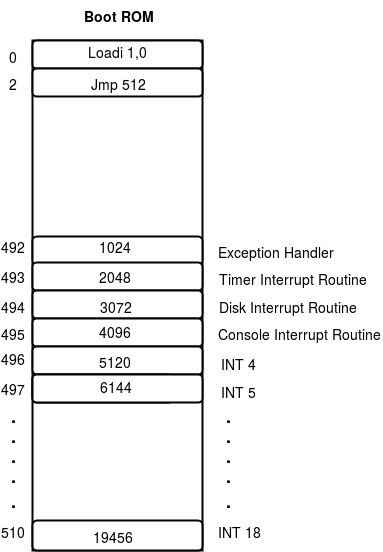 Boot ROM
0 Loadi 1,0
2 Jmp 512
492 1024 Exception Handler
493 2048 Timer Interrupt Routine
494 3072 Disk Interrupt Routine
495 4096 Console Interrupt Routine
496 5120 INT 4
497 6144 INT 5
510 19456 INT 18